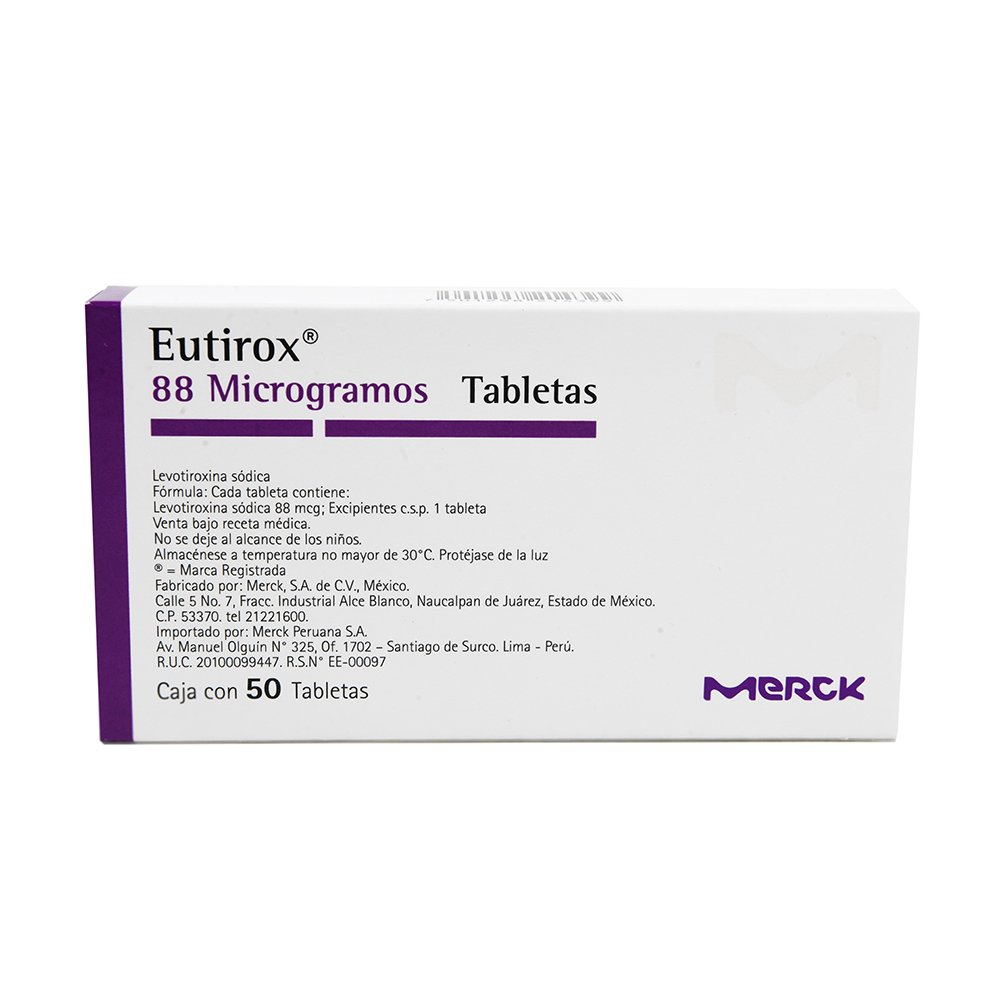 Eutirox®
88 Microgramos Tabletas
Levotiroxina sódica
Fórmula: Cada tableta contiene:
Levotiroxina sódica 88 mcg; Excipientes c.s.p. 1 tableta
Venta bajo receta médica.
No se deje al alcance de los niños.
Almacénese a temperatura no mayor de 30°C. Protéjase de la luz
® = Marca Registrada
Fabricado por: Merck, S.A. de C.V., México.
Calle 5 No. 7, Fracc. Industrial Alce Blanco, Naucalpan de Juárez, Estado de México.
C.P. 53370. tel 21221600.
Importado por: Merck Peruana S.A.
Av. Manuel Olguín N° 325, Of. 1702 – Santiago de Surco. Lima - Perú.
R.U.C. 20100099447. R.S.N° EE-00097
Caja con 50 Tabletas
MERCK